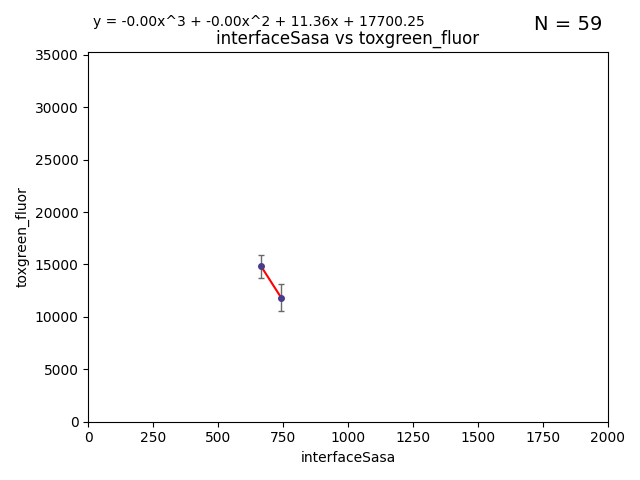 y = -0.00x^3 + -0.00x^2 + 11.36x + 17700.25
N = 59
interfaceSasa vs toxgreen_fluor
35000
30000
25000
20000
15000
10000
5000
0
toxgreen_fluor
0 250 500 750 1000 1250 1500 1750 2000
interfaceSasa